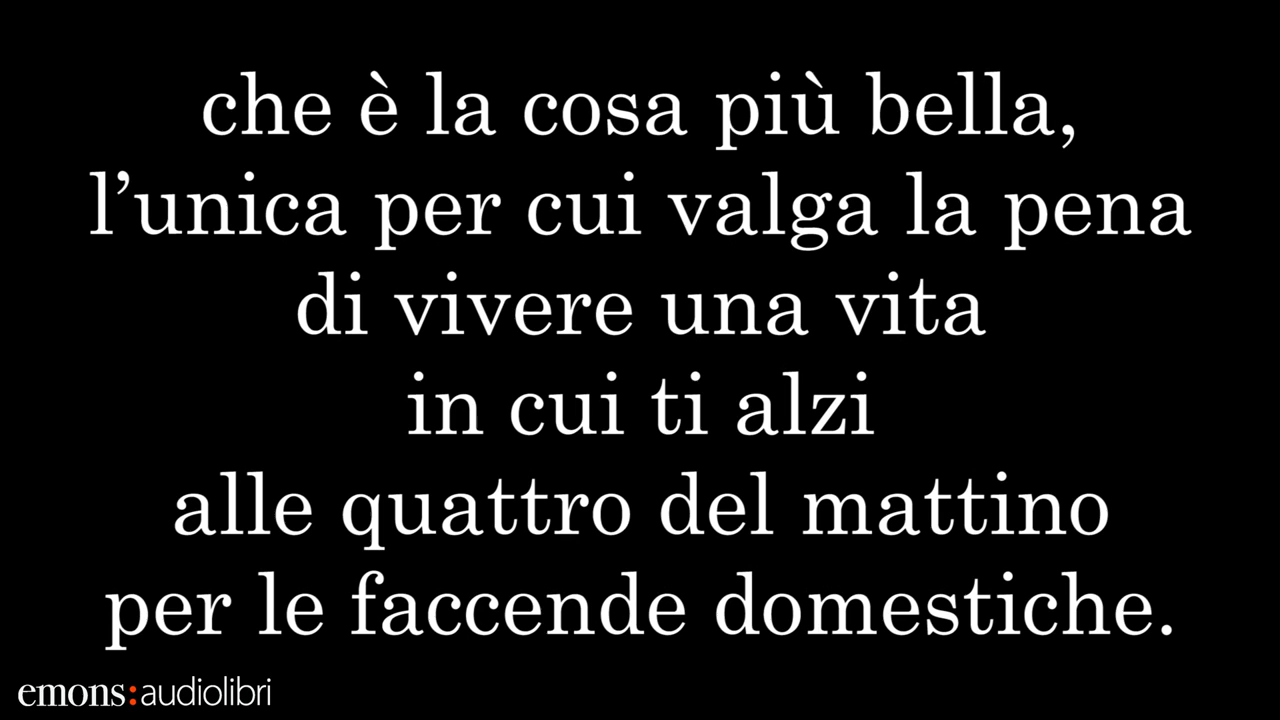 che è la cosa più bella,
l’unica per cui valga la pena
di vivere una vita
in cui ti alzi
alle quattro del mattino
per le faccende domestiche.
emons:audiolibri